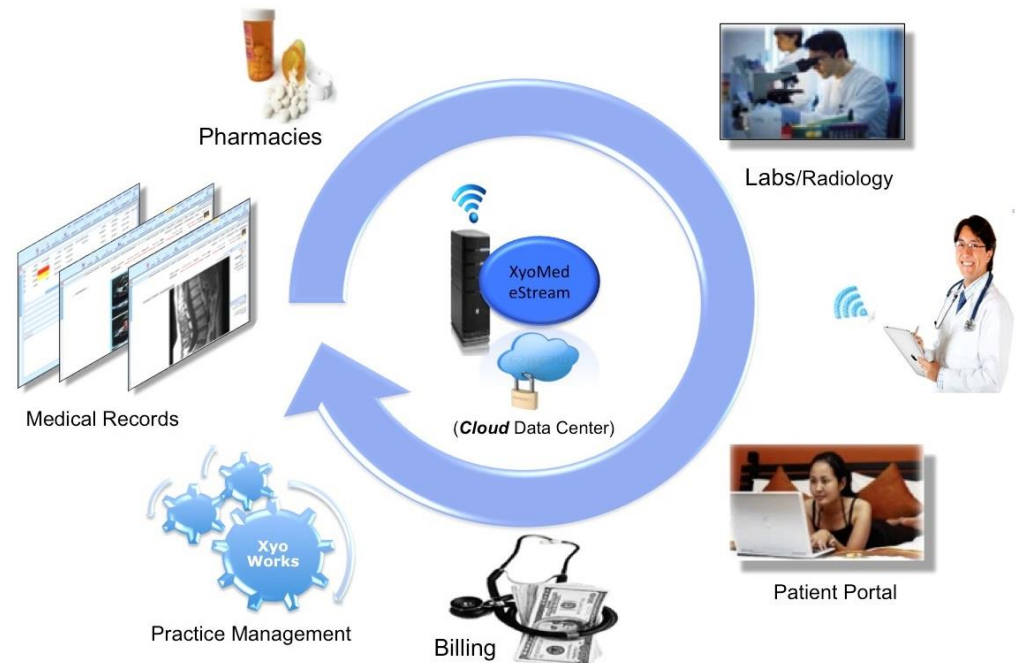 Pharmacies
Labs/Radiology
XyoMed
eStream
Medical Records
(Cloud Data Center)
Xyo
Works
Practice Management
Billing
Patient Portal